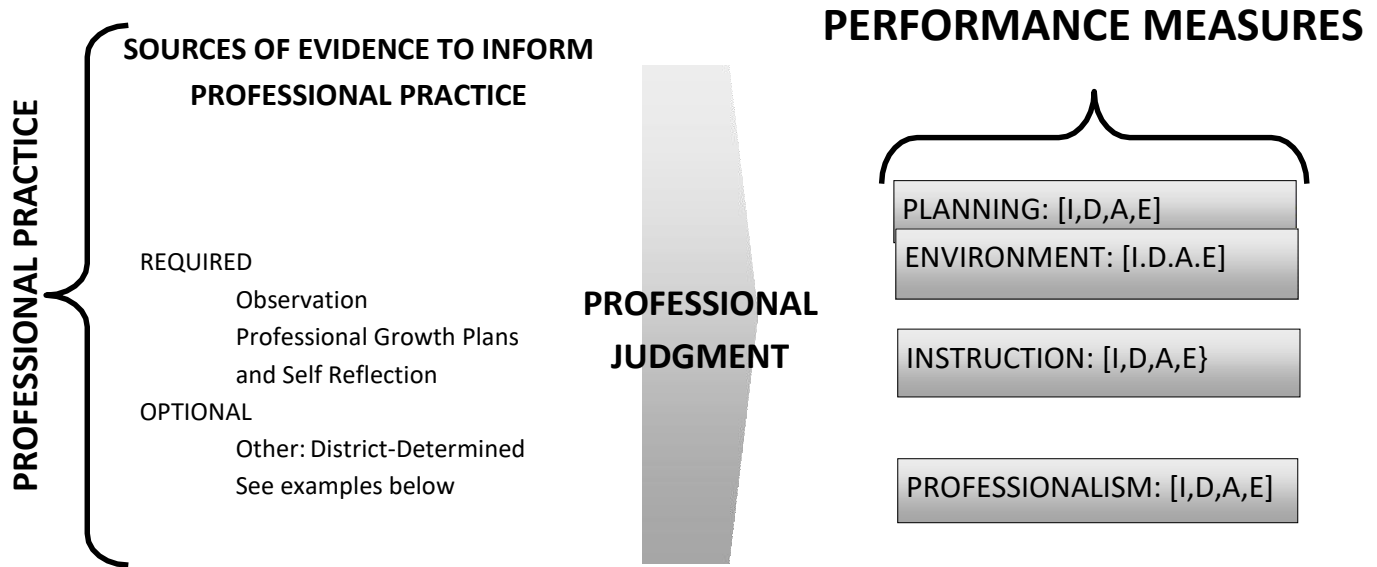 PERFORMANCE MEASURES
SOURCES OF EVIDENCE TO INFORM
PROFESSIONAL PRACTICE
PROFESSIONAL PRACTICE
REQUIRED
Observation
Professional Growth Plans
and Self Reflection
OPTIONAL
Other: District-Determined
See examples below
PROFESSIONAL
JUDGMENT
PLANNING: [I,D,A,E]
ENVIRONMENT: [I.D.A.E]
INSTRUCTION: [I,D,A,E}
PROFESSIONALISM: [I,D,A,E]